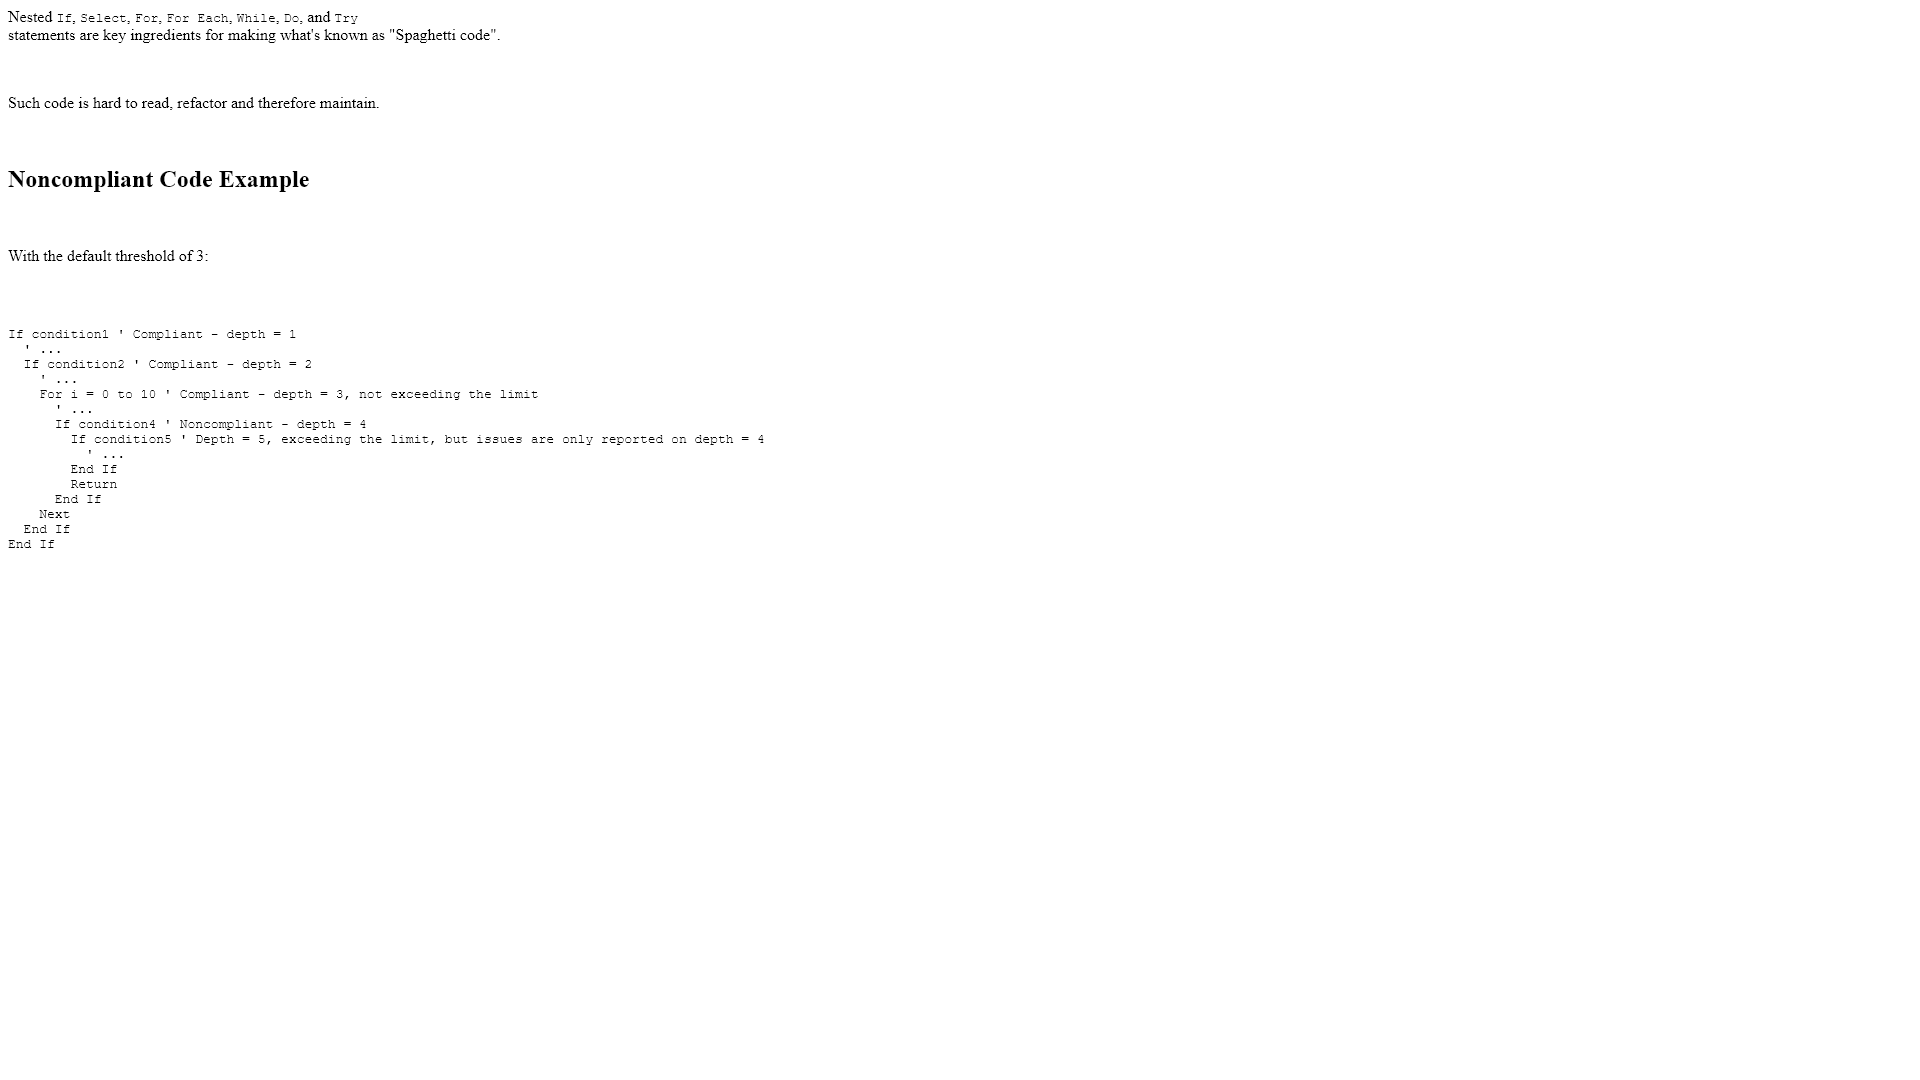 Nested If, Select, For, For Each, While, Do, and Try
statements are key ingredients for making what's known as "Spaghetti code".
Such code is hard to read, refactor and therefore maintain.
Noncompliant Code Example
With the default threshold of 3:
If condition1 ' Compliant - depth = 1
  ' ...
  If condition2 ' Compliant - depth = 2
    ' ...
    For i = 0 to 10 ' Compliant - depth = 3, not exceeding the limit
      ' ...
      If condition4 ' Noncompliant - depth = 4
        If condition5 ' Depth = 5, exceeding the limit, but issues are only reported on depth = 4
          ' ...
        End If
        Return
      End If
    Next
  End If
End If